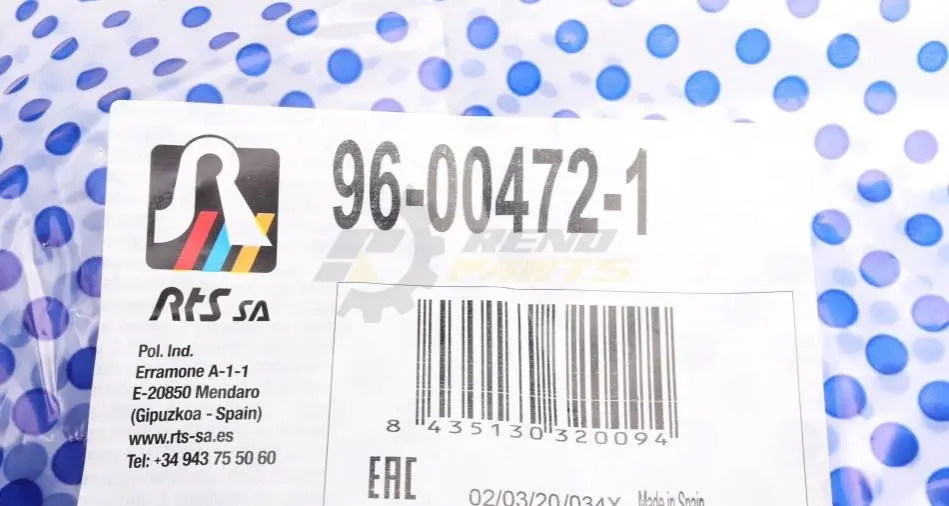 96-00472-1
RTS SA
Pol. Ind.
Erramone A-1-1
E-20850 Mendaro
(Gipuzkoa - Spain)
www.rts-sa.es
Tel: +34 943 75 50 60
RENO
PARTS
8 435130 320094
EAC
02/03/20/034X Made in Spain